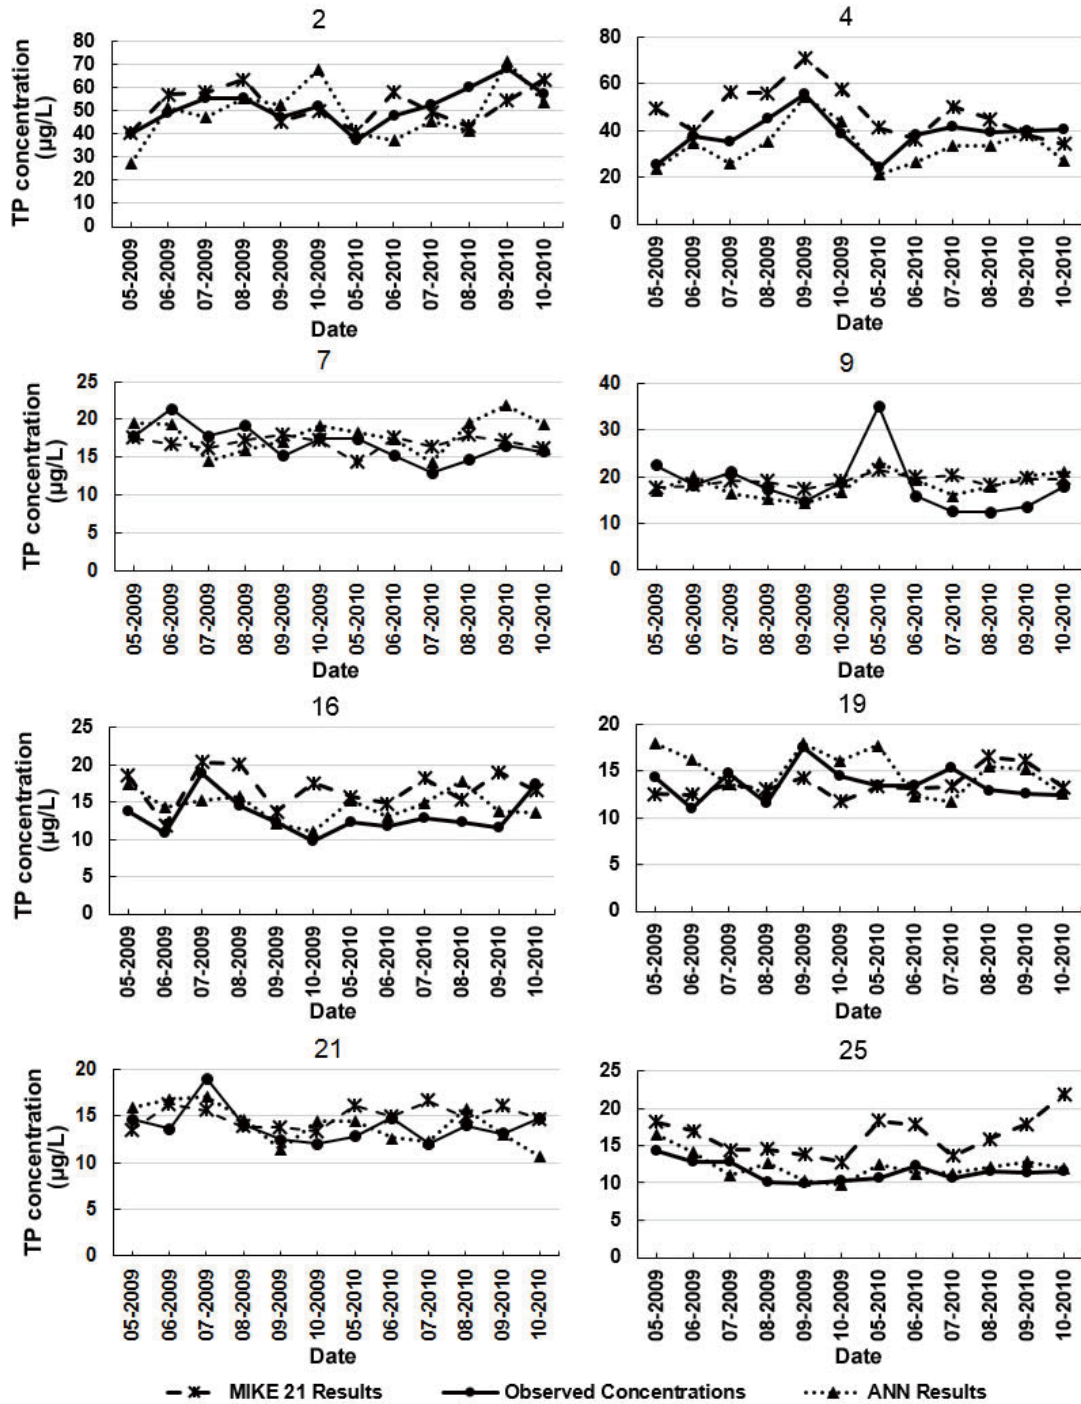 2
TP concentration
(µg/L)
80
70
60
50
40
30
20
10
0
05-2009 06-2009 07-2009 08-2009 09-2009 10-2009 05-2010 06-2010 07-2010 08-2010 09-2010 10-2010
Date
4
80
60
40
20
0
05-2009 06-2009 07-2009 08-2009 09-2009 10-2009 05-2010 06-2010 07-2010 08-2010 09-2010 10-2010
Date
7
TP concentration
(µg/L)
25
20
15
10
5
0
05-2009 06-2009 07-2009 08-2009 09-2009 10-2009 05-2010 06-2010 07-2010 08-2010 09-2010 10-2010
Date
9
40
30
20
10
0
05-2009 06-2009 07-2009 08-2009 09-2009 10-2009 05-2010 06-2010 07-2010 08-2010 09-2010 10-2010
Date
16
TP concentration
(µg/L)
25
20
15
10
5
0
05-2009 06-2009 07-2009 08-2009 09-2009 10-2009 05-2010 06-2010 07-2010 08-2010 09-2010 10-2010
Date
19
20
15
10
5
0
05-2009 06-2009 07-2009 08-2009 09-2009 10-2009 05-2010 06-2010 07-2010 08-2010 09-2010 10-2010
Date
21
TP concentration
(µg/L)
20
15
10
5
0
05-2009 06-2009 07-2009 08-2009 09-2009 10-2009 05-2010 06-2010 07-2010 08-2010 09-2010 10-2010
Date
25
25
20
15
10
5
0
05-2009 06-2009 07-2009 08-2009 09-2009 10-2009 05-2010 06-2010 07-2010 08-2010 09-2010 10-2010
Date
MIKE 21 Results Observed Concentrations ANN Results